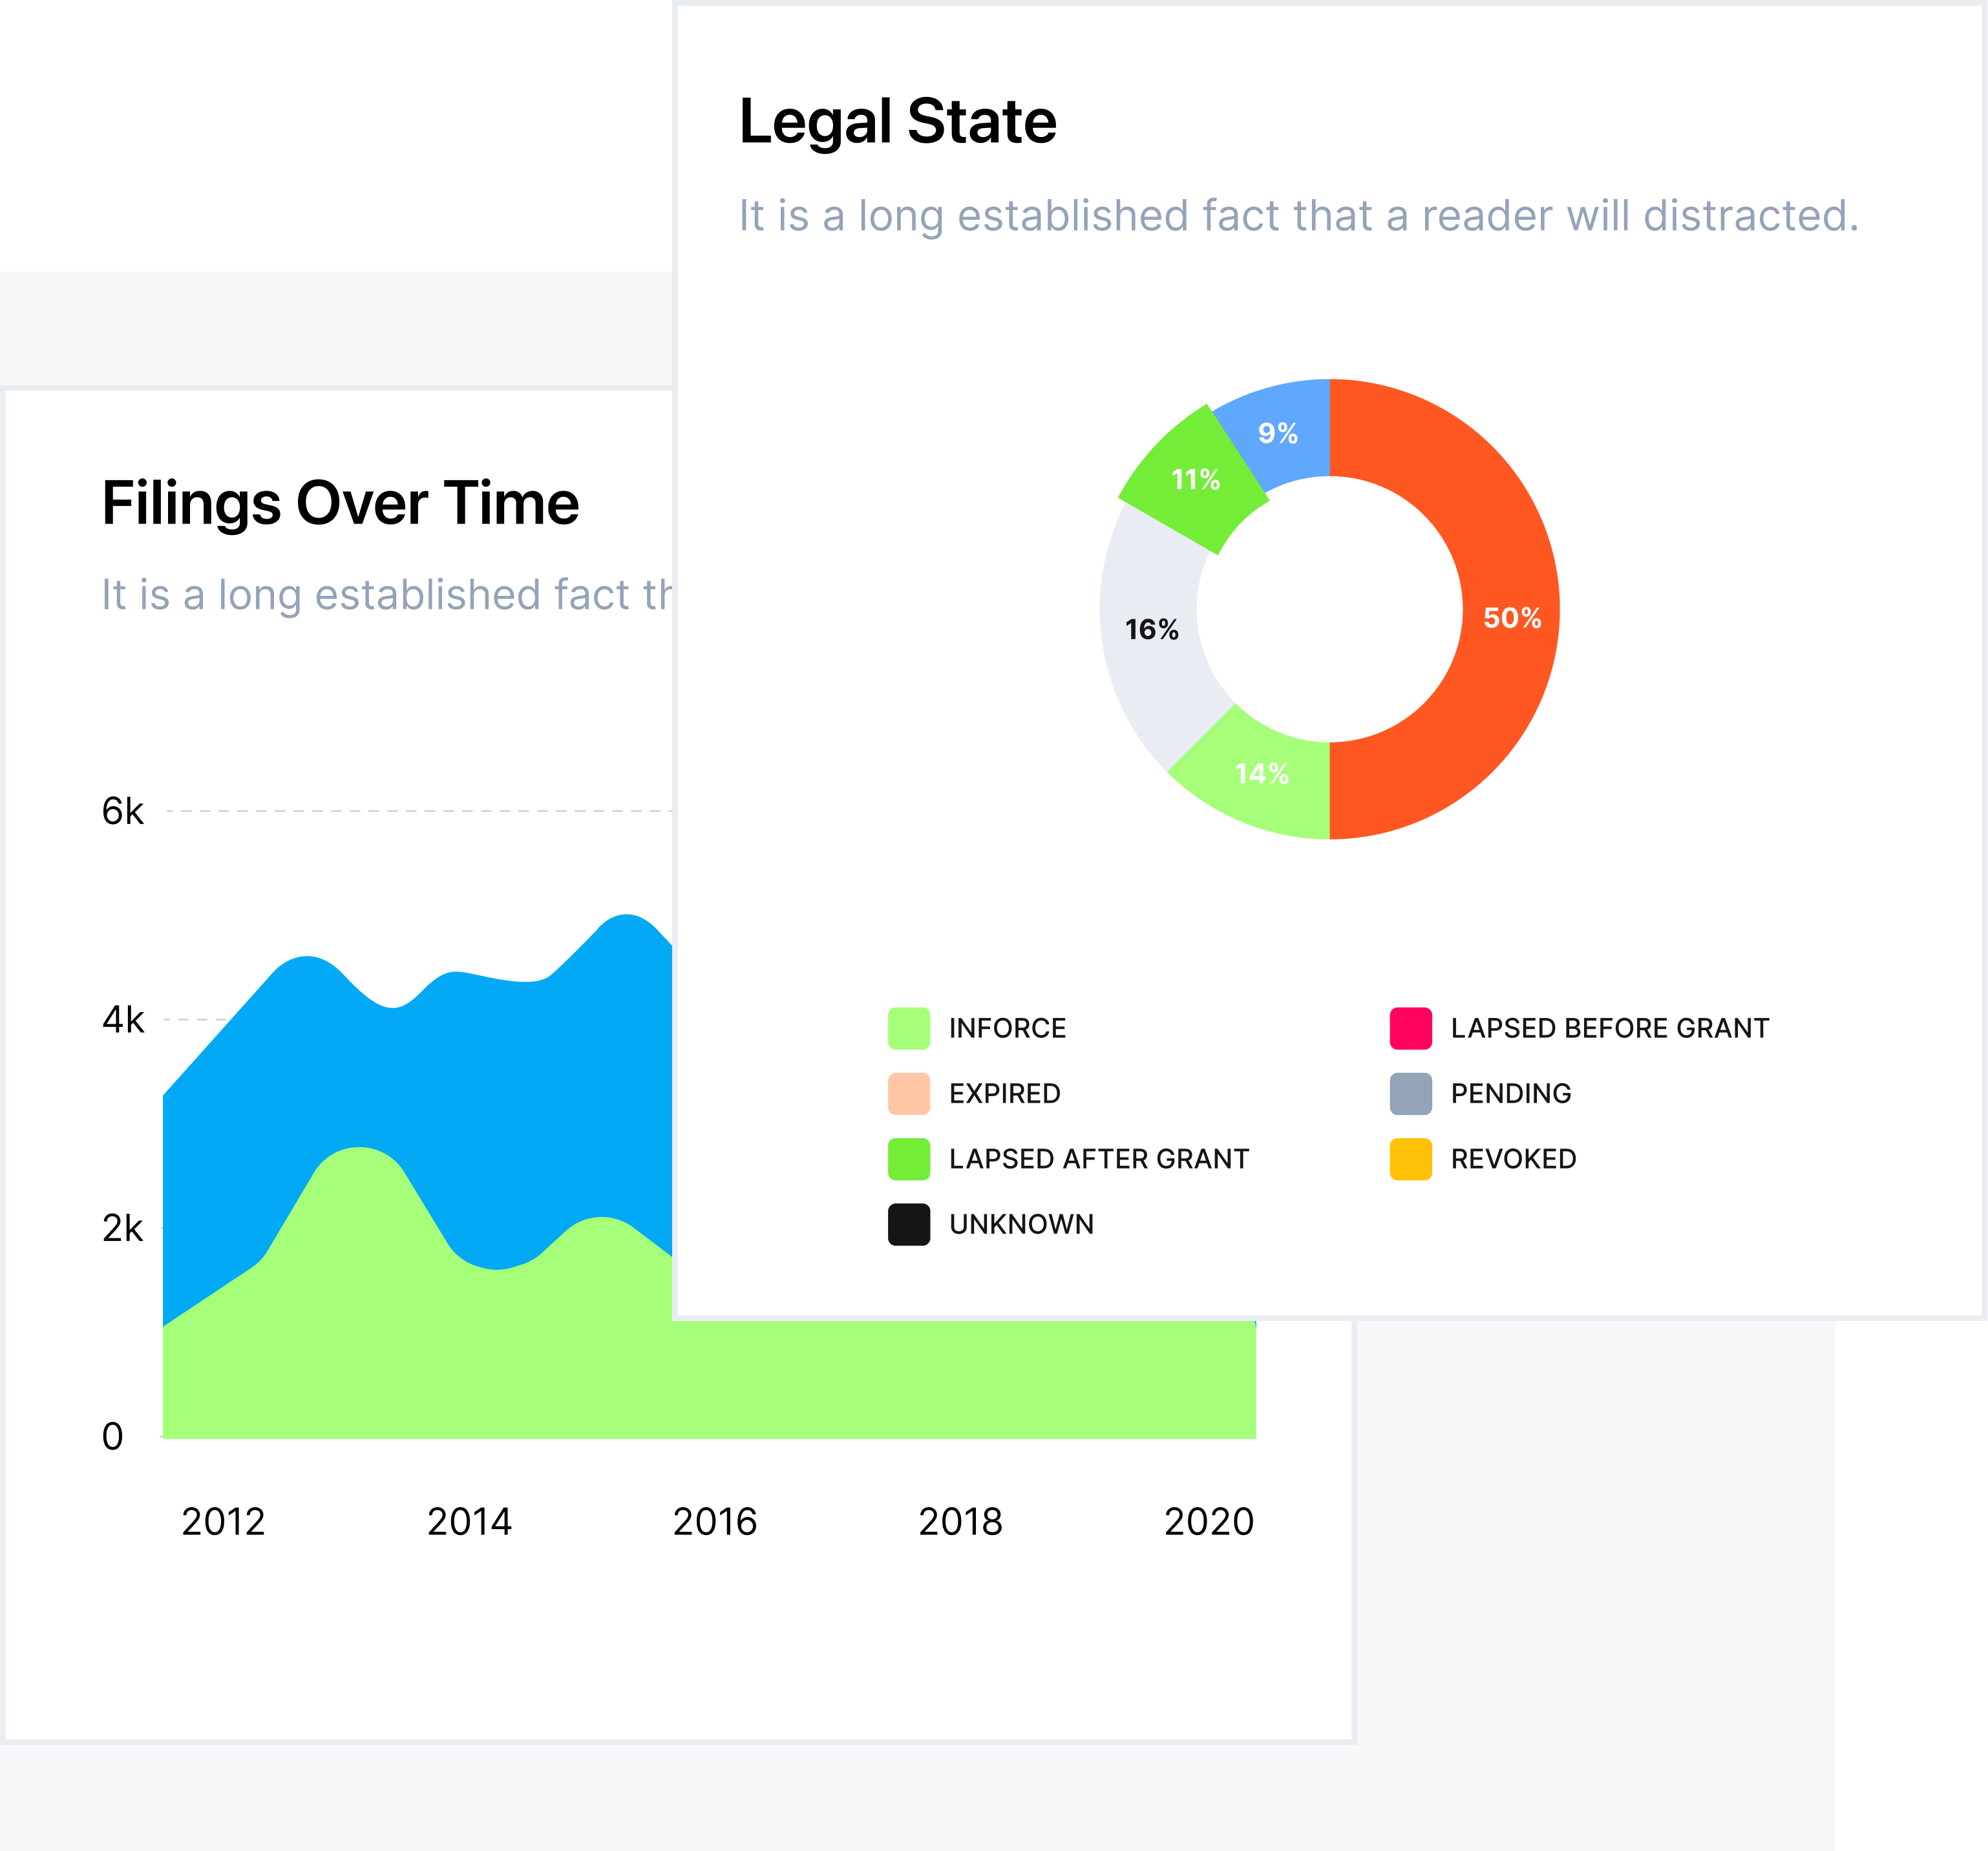 Legal State
It is a long established fact that a reader will distracted.
9%
11%
50%
16%
14%
INFORCE
LAPSED BEFORE GRANT
EXPIRED
PENDING
LAPSED AFTER GRANT
REVOKED
UNKNOWN
Filings Over Time
It is a long established fact
6k
4k
2k
0
2012 2014 2016 2018 2020